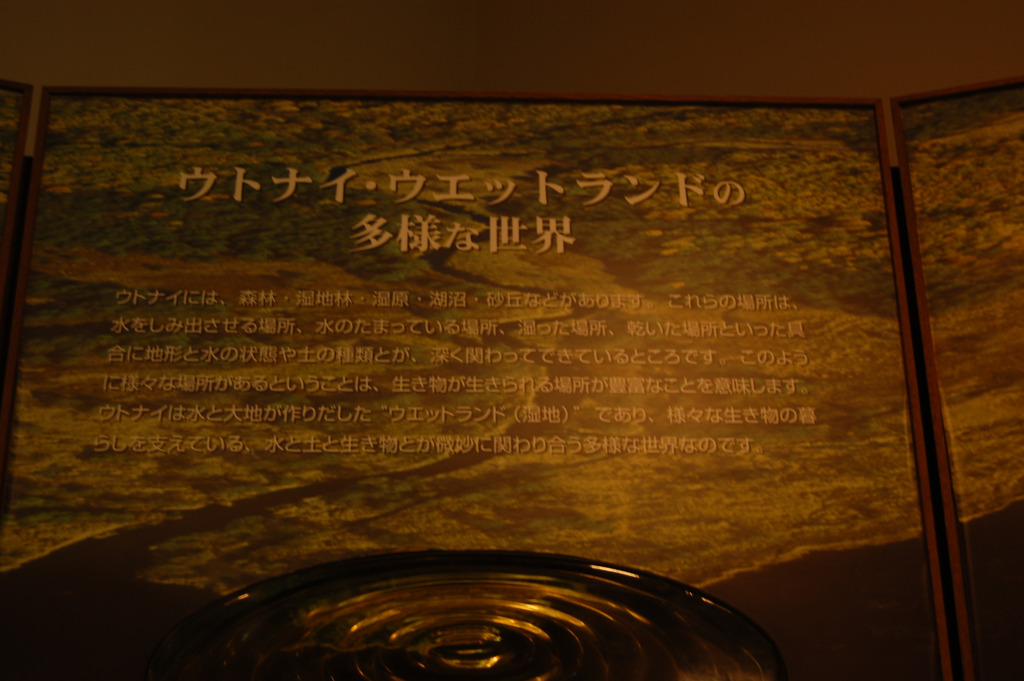 ウトナイ・ウエットランドの
多様な世界
ウトナイには、森林・湿地林・湿原・湖沼・砂丘などがあります。これらの場所は、
水をしみ出させる場所、水のたまっている場所、湿った場所、乾いた場所といった具
合に地形と水の状態や土の種類とが、深く関わってできているところです。このよう
に様々な場所があるということは、生き物が生きられる場所が豊富なことを意味します。
ウトナイは水と大地が作りだした“ウエットランド（湿地）”であり、様々な生き物の暮
らしを支えている、水と土と生き物とが微妙に関わり合う多様な世界なのです。